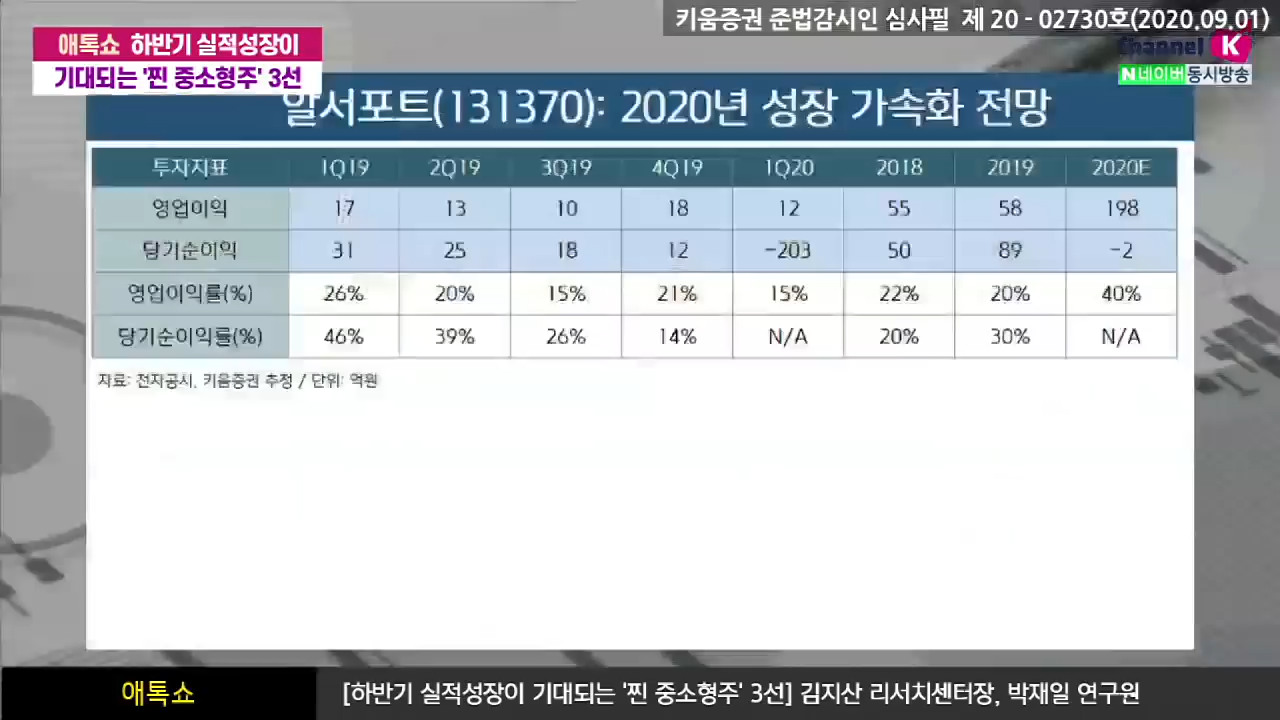 키움증권 준법감시인 심사필 제 20 - 02730호(2020.09.01)
애톡쇼 하반기 실적성장이
기대되는 '찐 중소형주' 3선
channel K
N 네이버 동시방송
알서포트(131370): 2020년 성장 가속화 전망
투자지표 1Q19 2Q19 3Q19 4Q19 1Q20 2018 2019 2020E
영업이익 17 13 10 18 12 55 58 198
당기순이익 31 25 18 12 -203 50 89 -2
영업이익률(%) 26% 20% 15% 21% 15% 22% 20% 40%
당기순이익률(%) 46% 39% 26% 14% N/A 20% 30% N/A
자료: 전자공시, 키움증권 추정 / 단위: 억원
애톡쇼 [하반기 실적성장이 기대되는 '찐 중소형주' 3선] 김지산 리서치센터장, 박재일 연구원